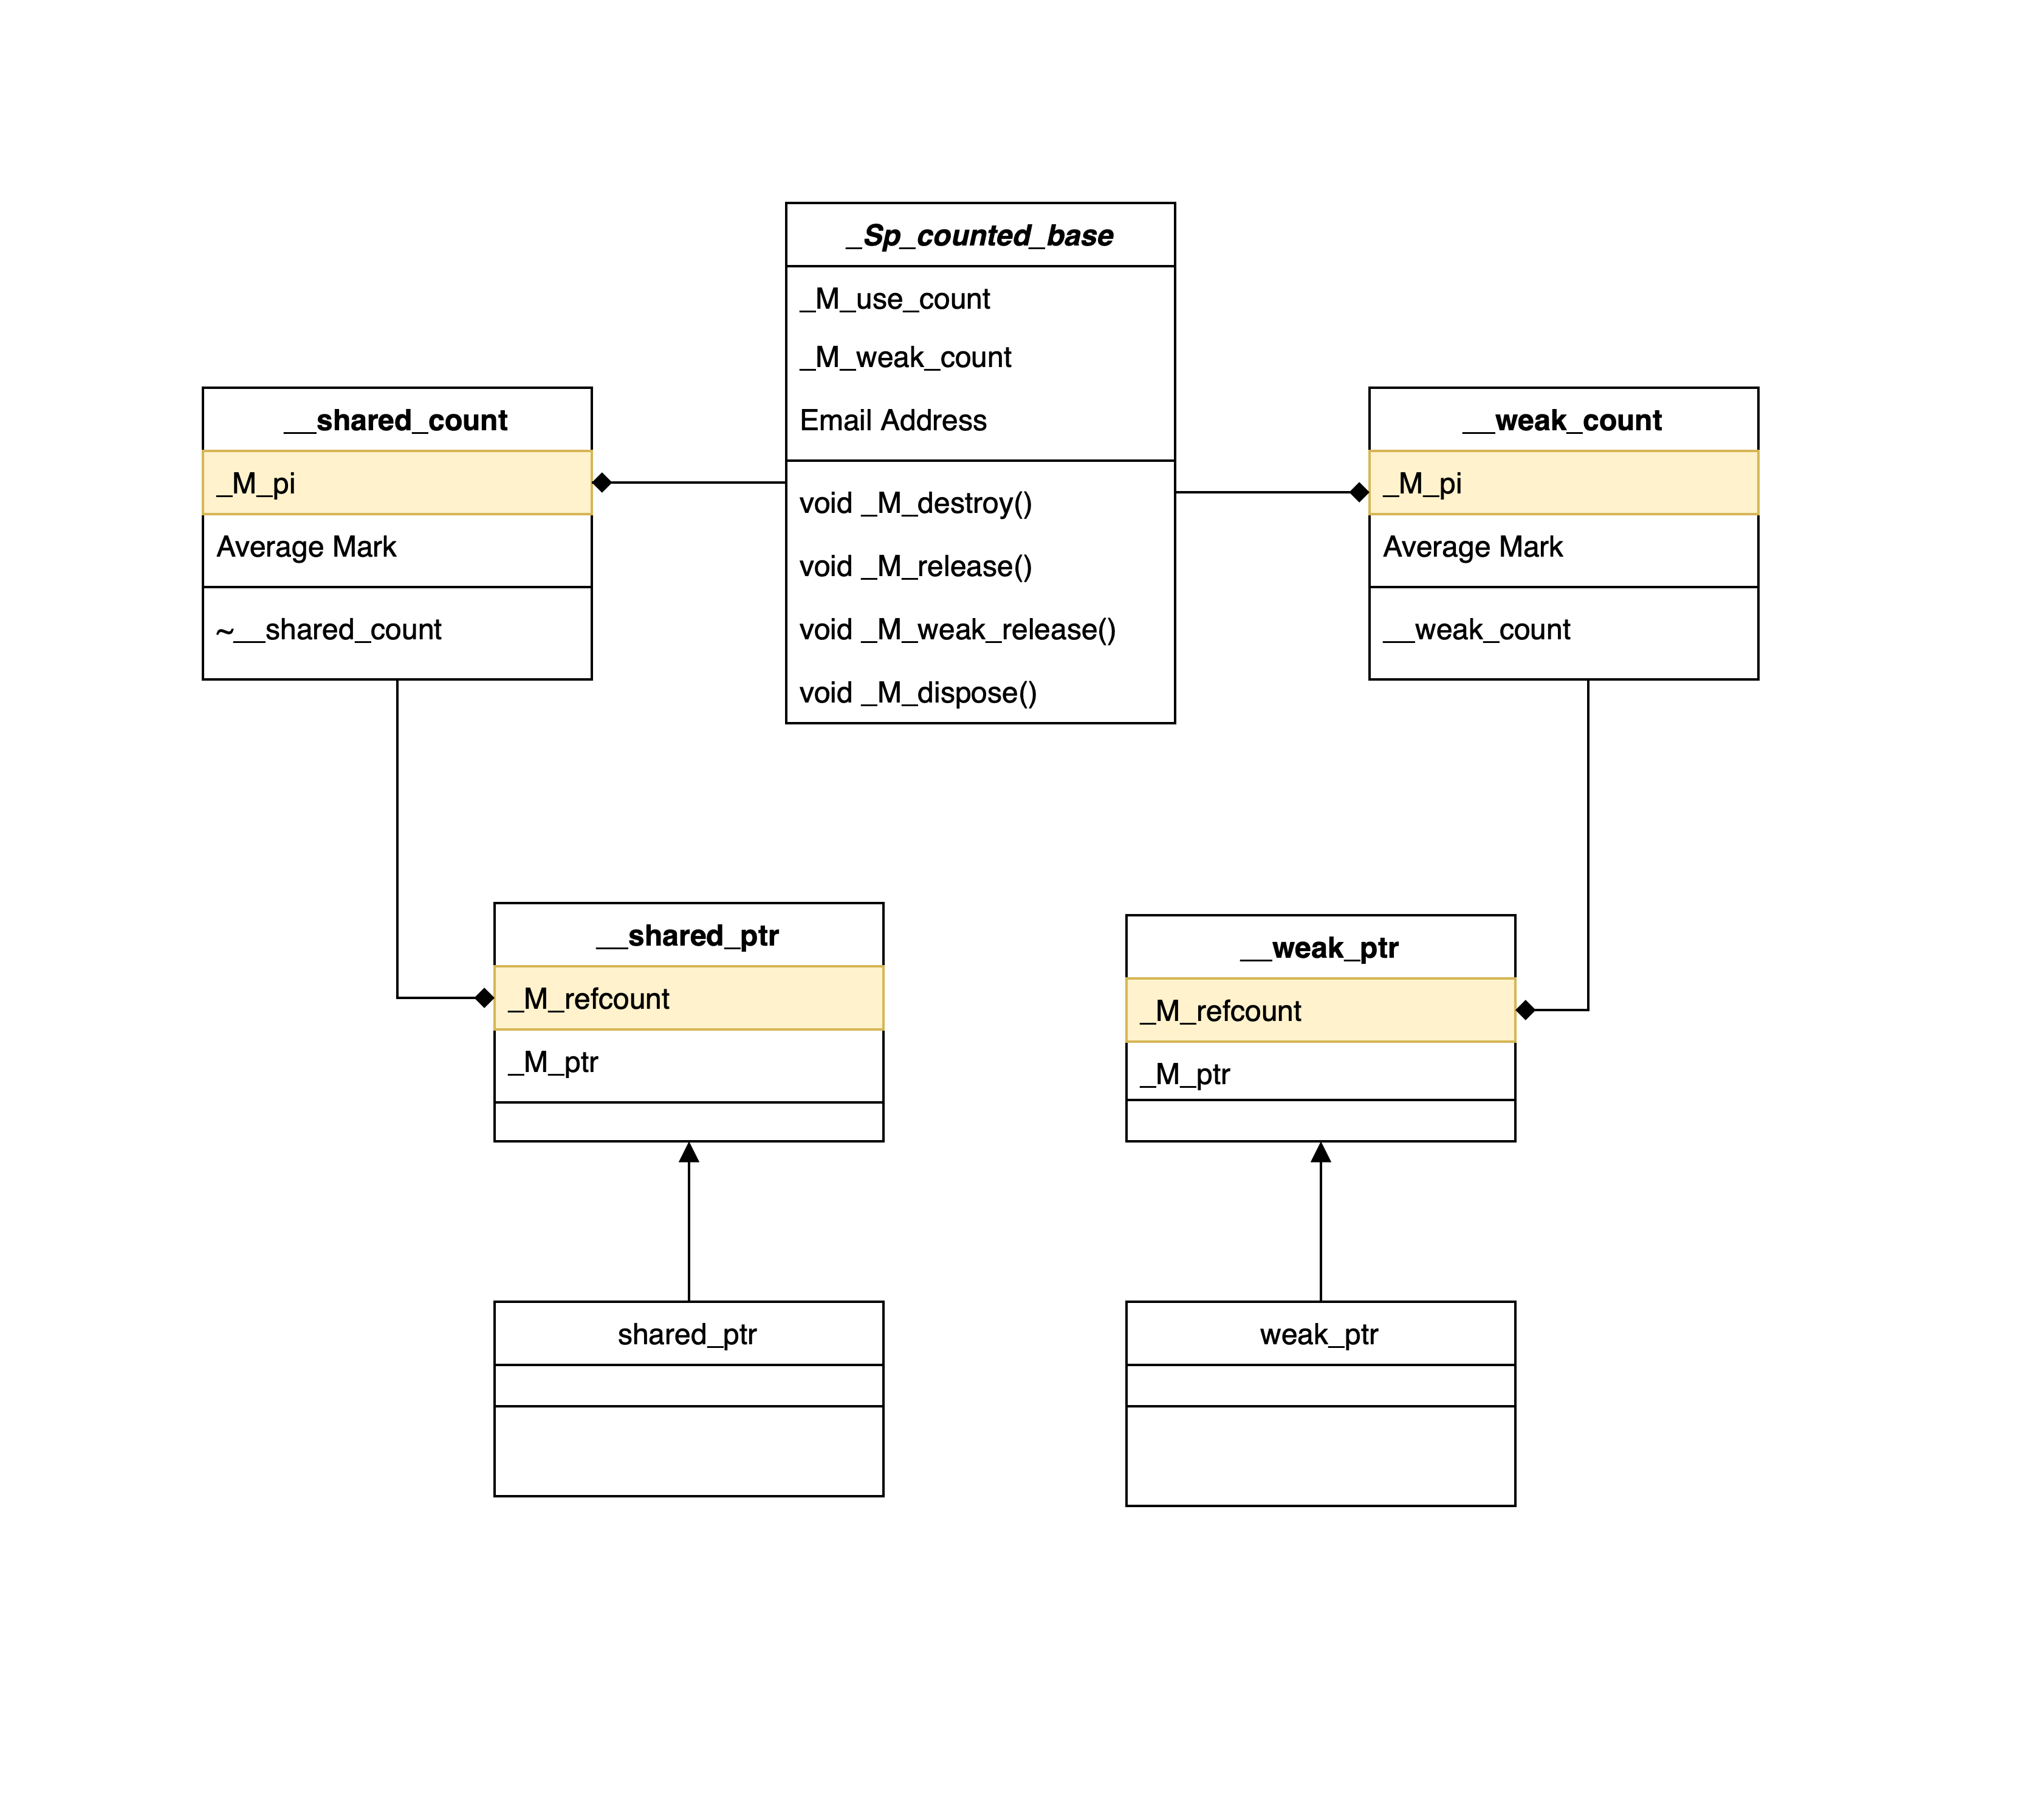 _Sp_counted_base
_M_use_count
_M_weak_count
Email Address
void _M_destroy()
void _M_release()
void _M_weak_release()
void _M_dispose()
__shared_count
_M_pi
Average Mark
~__shared_count
__weak_count
_M_pi
Average Mark
__weak_count
__shared_ptr
_M_refcount
_M_ptr
__weak_ptr
_M_refcount
_M_ptr
shared_ptr
weak_ptr